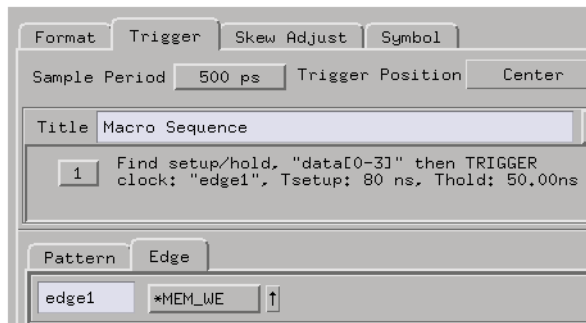 Format Trigger Skew Adjust Symbol
Sample Period 500 ps Trigger Position Center
Title Macro Sequence
1 Find setup/hold, "data[0-3]" then TRIGGER
clock: "edge1", Tsetup: 80 ns, Thold: 50.00ns
Pattern Edge
edge1 *MEM_WE ↑